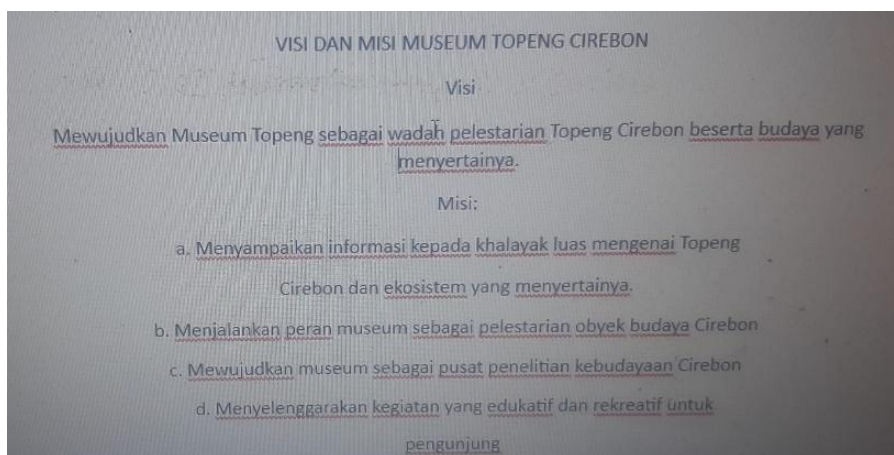 VISI DAN MISI MUSEUM TOPENG CIREBON
Visi
Mewujudkan Museum Topeng sebagai wadah pelestarian Topeng Cirebon beserta budaya yang
menyertainya.
Misi:
a. Menyampaikan informasi kepada khalayak luas mengenai Topeng
Cirebon dan ekosistem yang menyertainya.
b. Menjalankan peran museum sebagai pelestarian obyek budaya Cirebon
c. Mewujudkan museum sebagai pusat penelitian kebudayaan Cirebon
d. Menyelenggarakan kegiatan yang edukatif dan rekreatif untuk
pengunjung